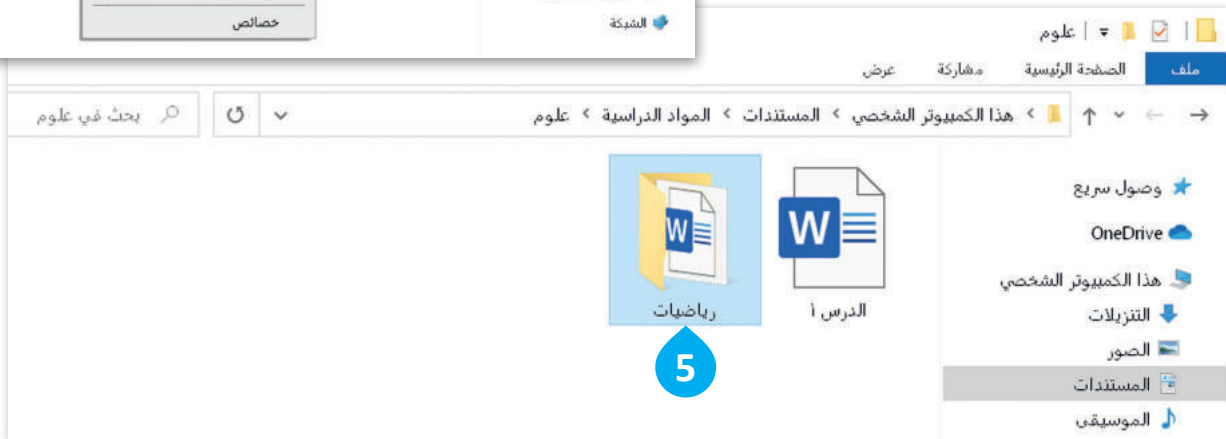 خصائص
الشبكة
علوم
ملف الصفحة الرئيسية مشاركة عرض
هذا الكمبيوتر الشخصي > المستندات > المواد الدراسية > علوم
بحث في علوم
وصول سريع
OneDrive
هذا الكمبيوتر الشخصي
التنزيلات
الصور
المستندات
الموسيقى
W
الدرس أ
W
رياضيات
5